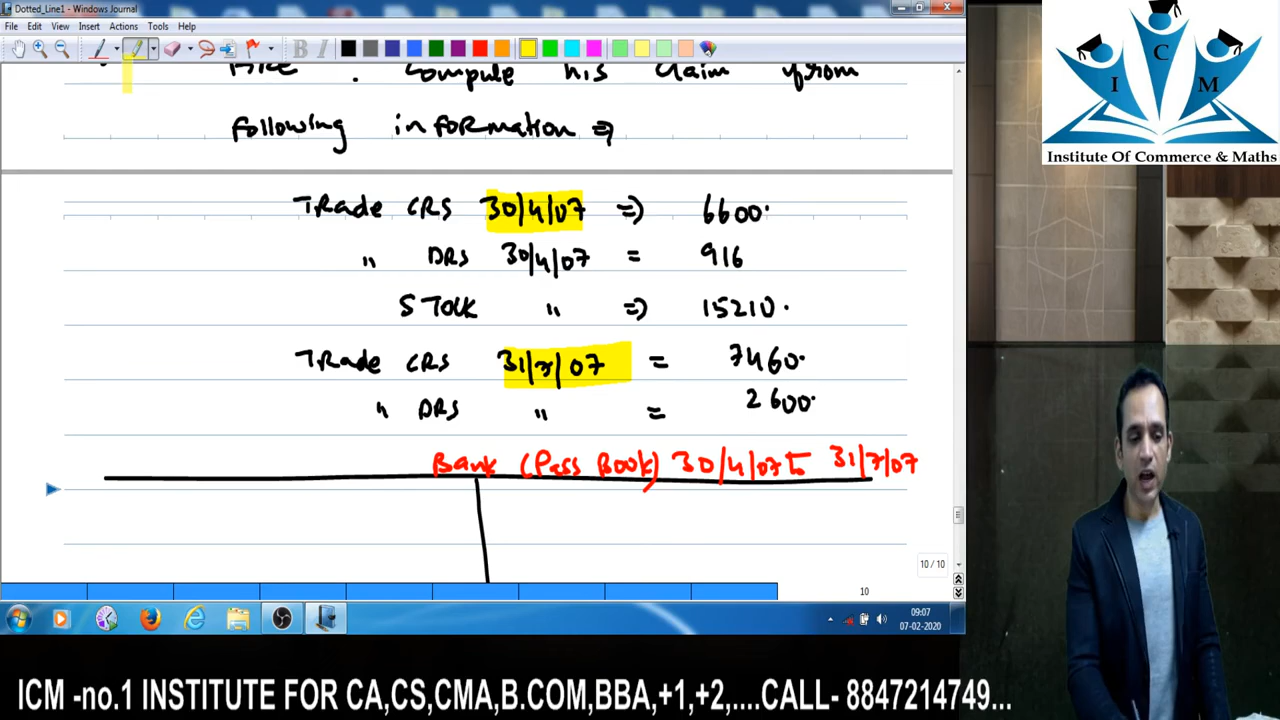 Dotted_Line1 - Windows Journal
File Edit View Insert Actions Tools Help
B I
Fire . Compute his claim from
following information ⇒
Trade CRS 30/4/07 ⇒ 6600.
" DRS 30/4/07 = 916
STock " ⇒ 15210.
Trade CRS 31/7/07 = 7460.
" DRS " = 2600.
Bank (Pass Book) 30/4/07 to 31/7/07
10/10
10
09:07
07-02-2020
I C M
Institute Of Commerce & Maths
ICM -no.1 INSTITUTE FOR CA,CS,CMA,B.COM,BBA,+1,+2,....CALL- 8847214749...